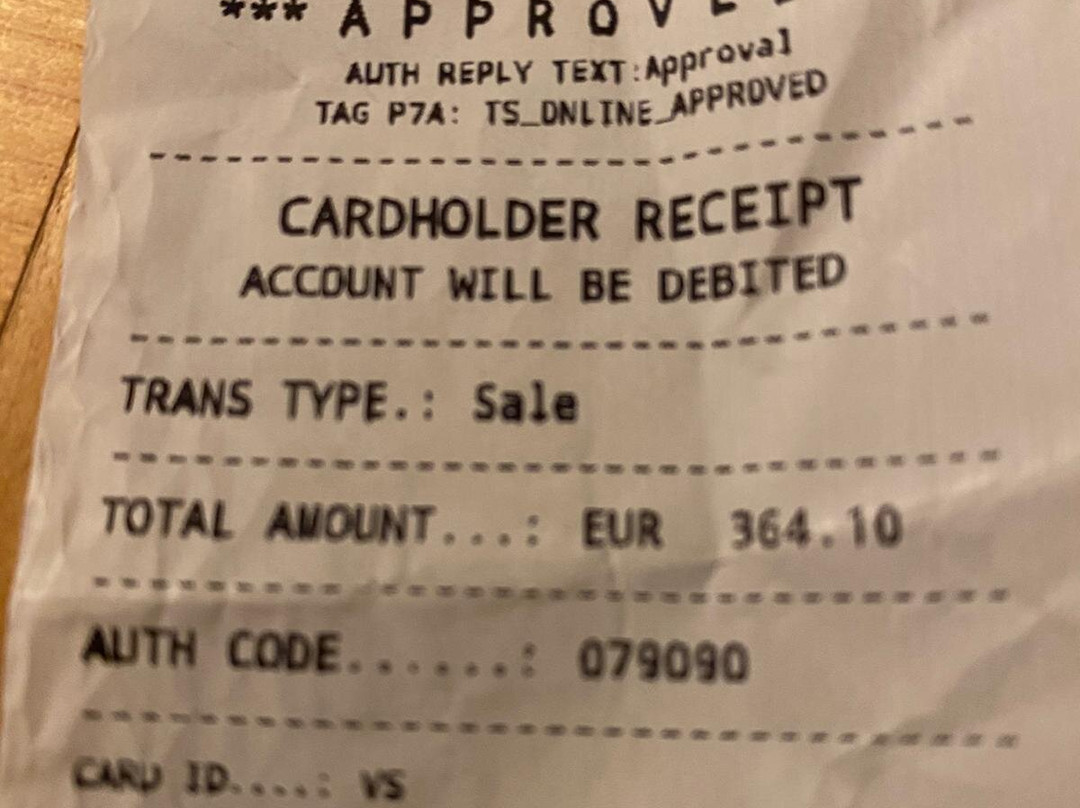 *** A P P R O V E
AUTH REPLY TEXT:Approval
TAG P7A: TS_ONLINE_APPROVED
CARDHOLDER RECEIPT
ACCOUNT WILL BE DEBITED
TRANS TYPE.: Sale
TOTAL AMOUNT...: EUR 364.10
AUTH CODE......: 079090
CARD ID....: VS